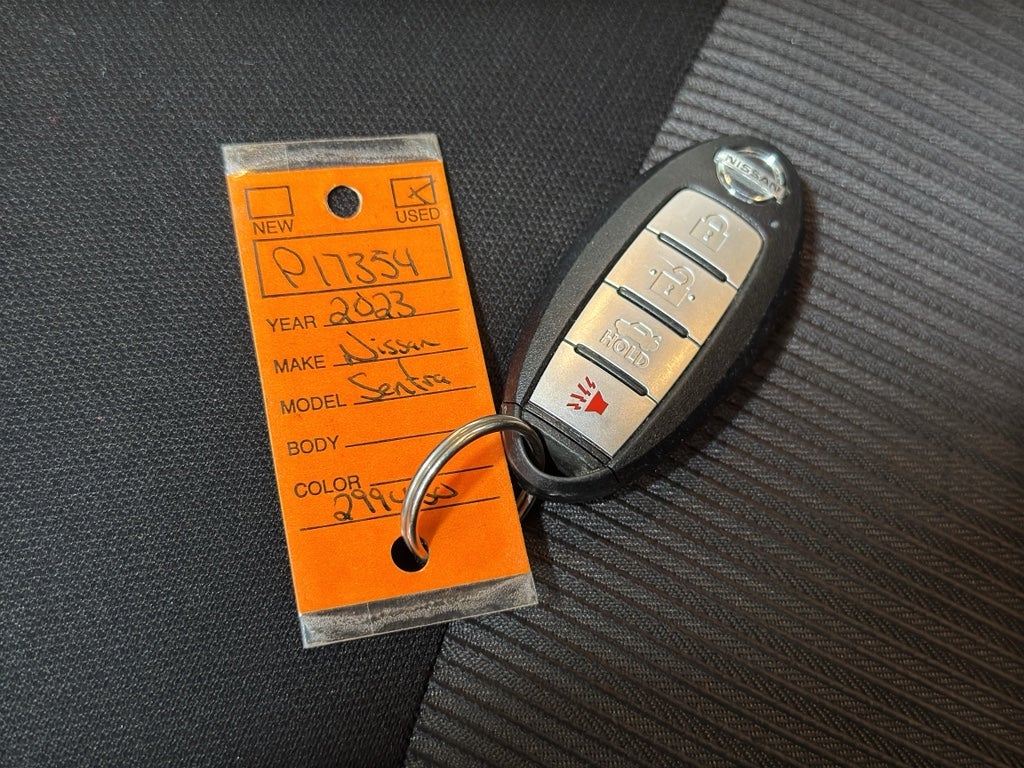 NEW USED
P17354
YEAR 2023
MAKE Nissan
MODEL Sentra
BODY
COLOR
NISSAN
HOLD